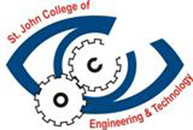 St. John College of
Engineering & Technology